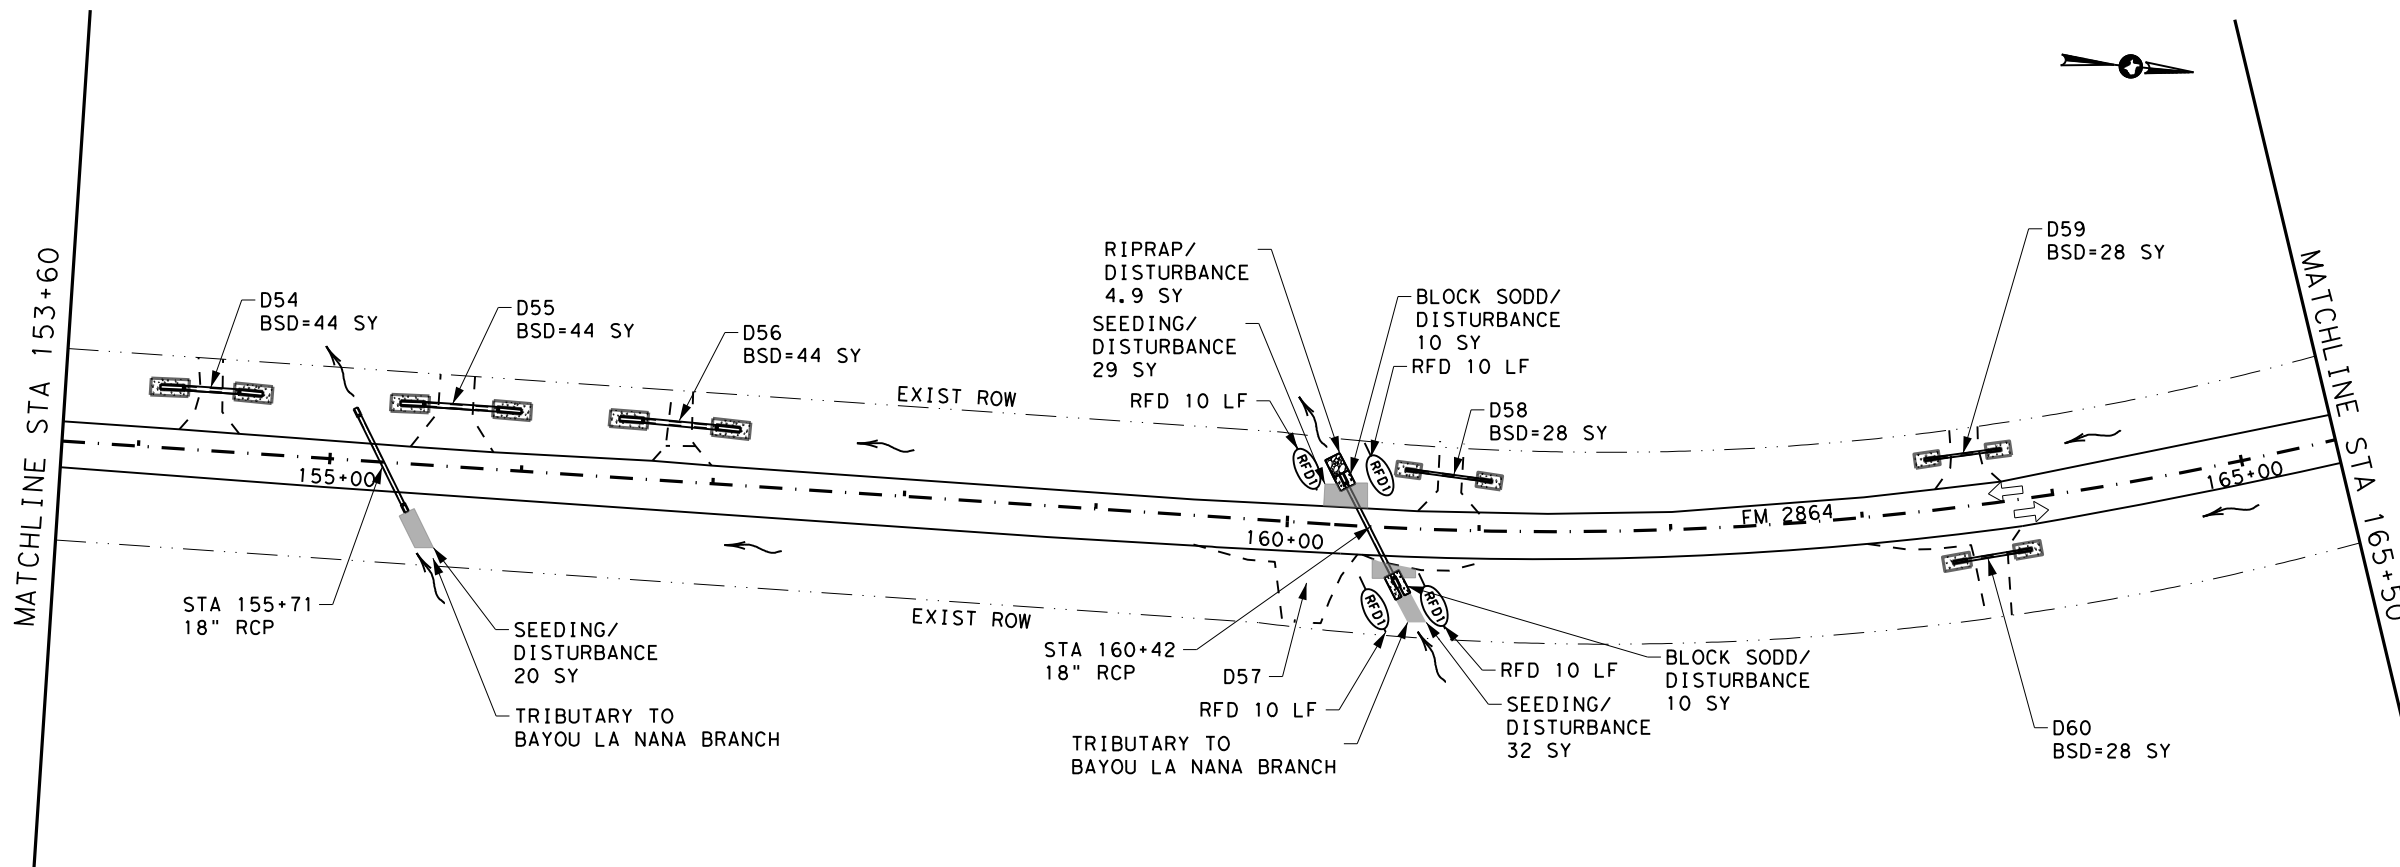 MATCHLINE STA 153+60
D54
BSD=44 SY
D55
BSD=44 SY
D56
BSD=44 SY
155+00
STA 155+71
18" RCP
SEEDING/
DISTURBANCE
20 SY
TRIBUTARY TO
BAYOU LA NANA BRANCH
EXIST ROW
EXIST ROW
RIPRAP/
DISTURBANCE
4.9 SY
SEEDING/
DISTURBANCE
29 SY
RFD 10 LF
BLOCK SODD/
DISTURBANCE
10 SY
RFD 10 LF
D58
BSD=28 SY
RFD1
RFD1
160+00
RFD1
RFD1
STA 160+42
18" RCP
D57
RFD 10 LF
TRIBUTARY TO
BAYOU LA NANA BRANCH
RFD 10 LF
SEEDING/
DISTURBANCE
32 SY
BLOCK SODD/
DISTURBANCE
10 SY
FM 2864
D59
BSD=28 SY
165+00
D60
BSD=28 SY
MATCHLINE STA 165+50